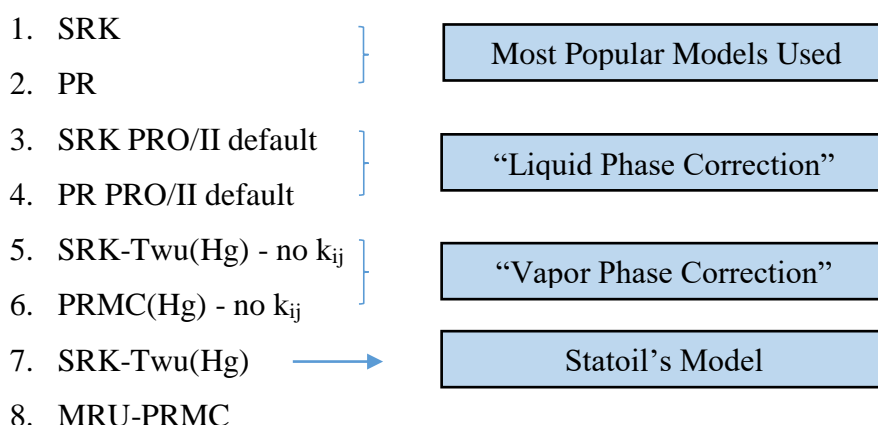 1. SRK
Most Popular Models Used
2. PR
3. SRK PRO/II default
“Liquid Phase Correction”
4. PR PRO/II default
5. SRK-Twu(Hg) - no kij
“Vapor Phase Correction”
6. PRMC(Hg) - no kij
7. SRK-Twu(Hg)
Statoil’s Model
8. MRU-PRMC